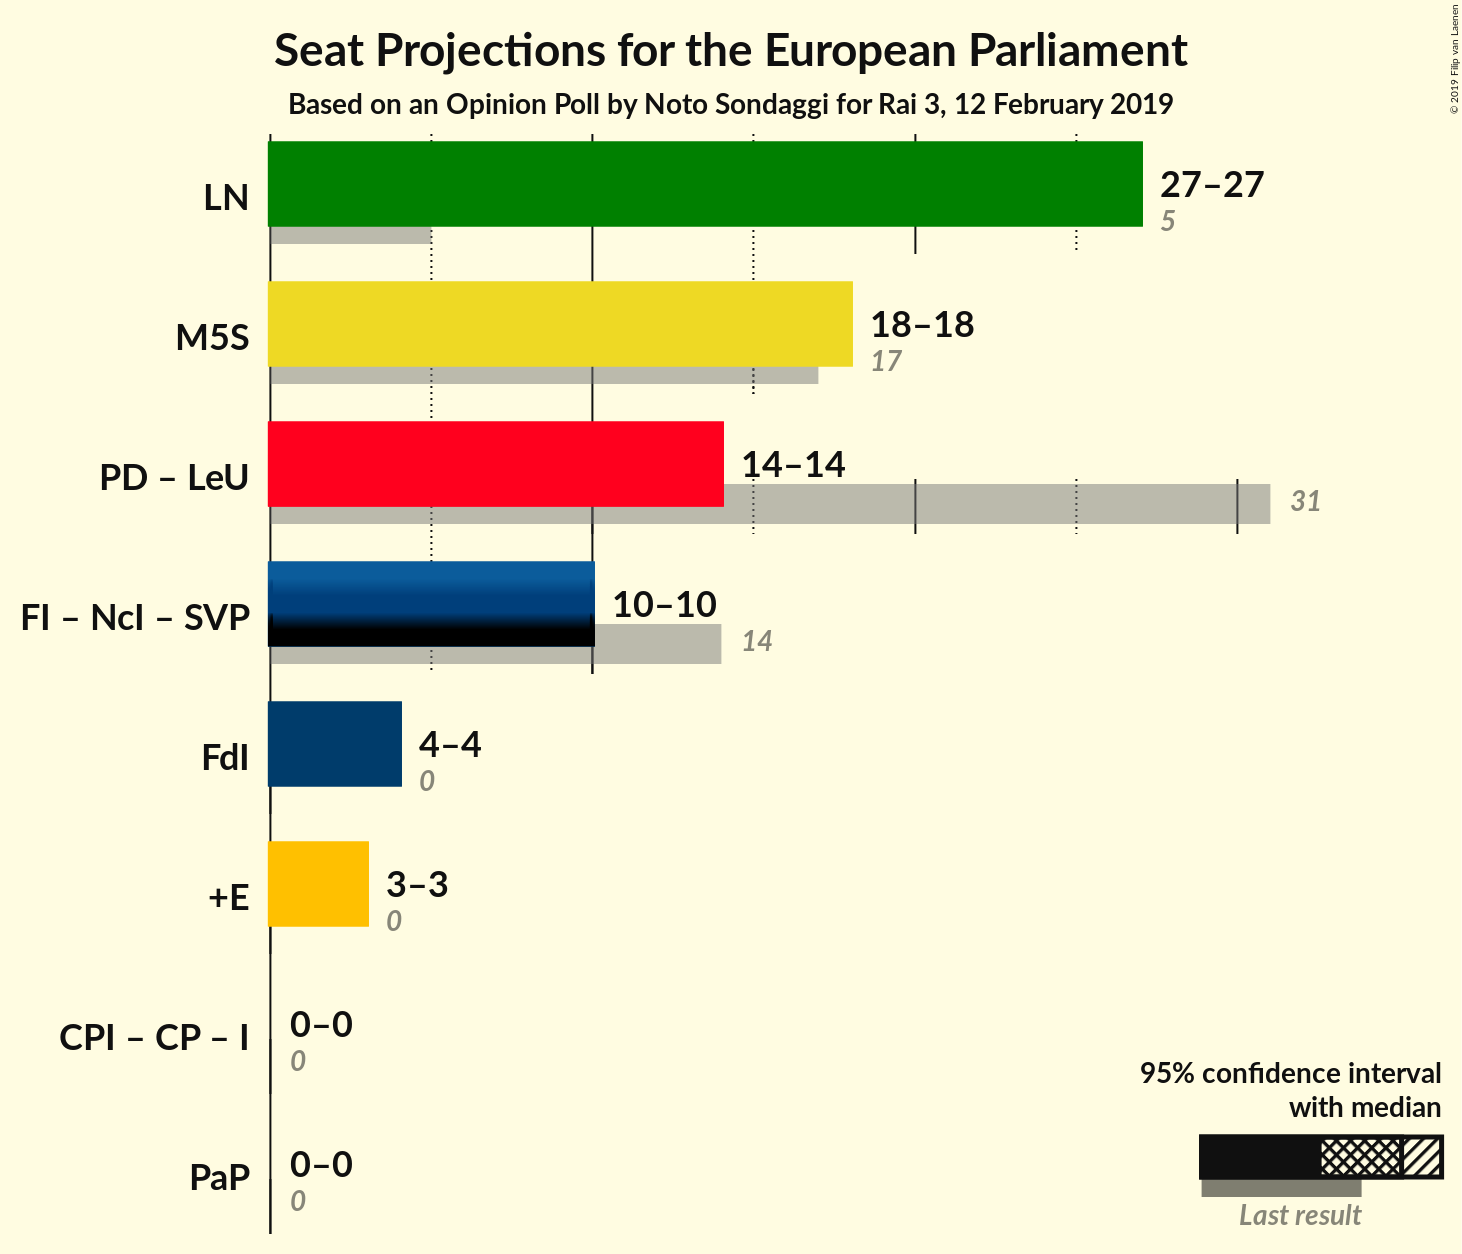 Seat Projections for the European Parliament
Based on an Opinion Poll by Noto Sondaggi for Rai 3, 12 February 2019
© 2019 Filip van Laenen
LN
27–27
5
M5S
18–18
17
PD – LeU
14–14
31
FI – NcI – SVP
10–10
14
FdI
4–4
0
+E
3–3
0
CPI – CP – I
0–0
0
PaP
0–0
0
95% confidence interval
with median
Last result